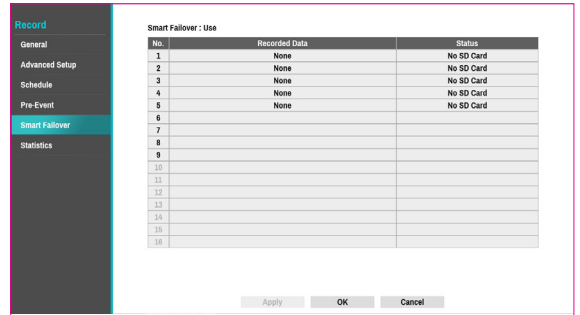 Record
General
Advanced Setup
Schedule
Pre-Event
Smart Failover
Statistics
Smart Failover : Use
No. Recorded Data Status
1 None No SD Card
2 None No SD Card
3 None No SD Card
4 None No SD Card
5 None No SD Card
6
7
8
9
10
11
12
13
14
15
16
Apply OK Cancel